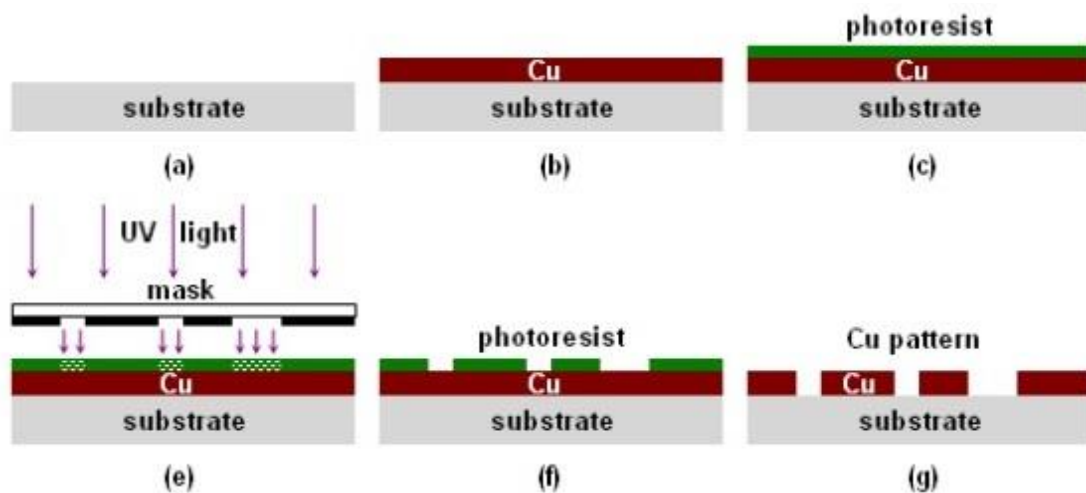 photoresist
Cu
Cu
substrate
substrate
substrate
(a)
(b)
(c)
UV light
mask
photoresist
Cu pattern
Cu
Cu
Cu
substrate
substrate
substrate
(e)
(f)
(g)